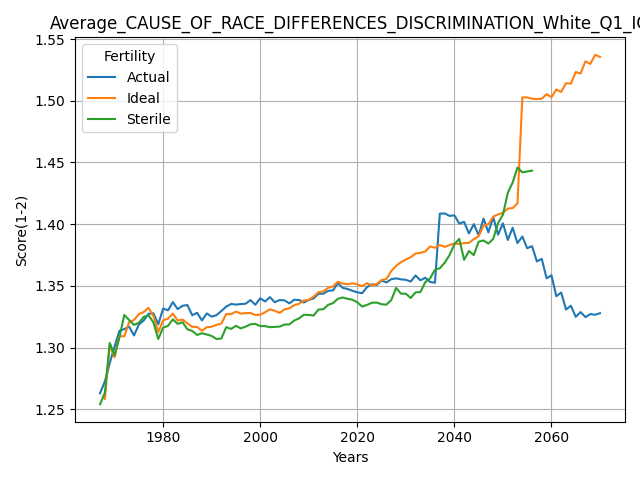 Average_CAUSE_OF_RACE_DIFFERENCES_DISCRIMINATION_White_Q1_IQ
Fertility
Actual
Ideal
Sterile
Score(1-2)
1.55
1.50
1.45
1.40
1.35
1.30
1.25
1980
2000
2020
2040
2060
Years